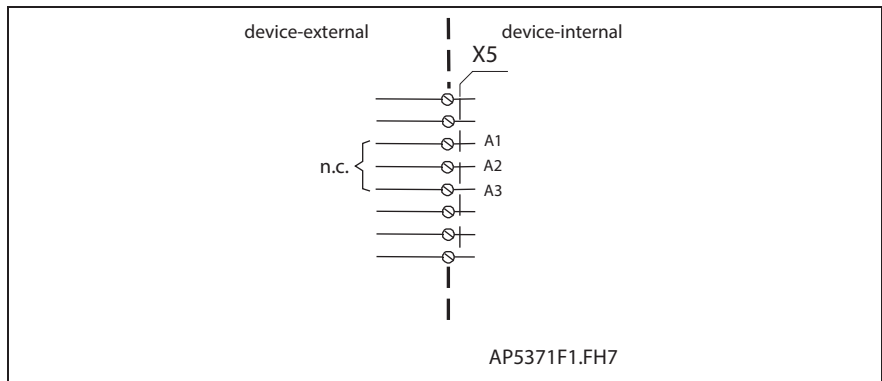 device-external device-internal
X5
A1
n.c. A2
A3
AP5371F1.FH7